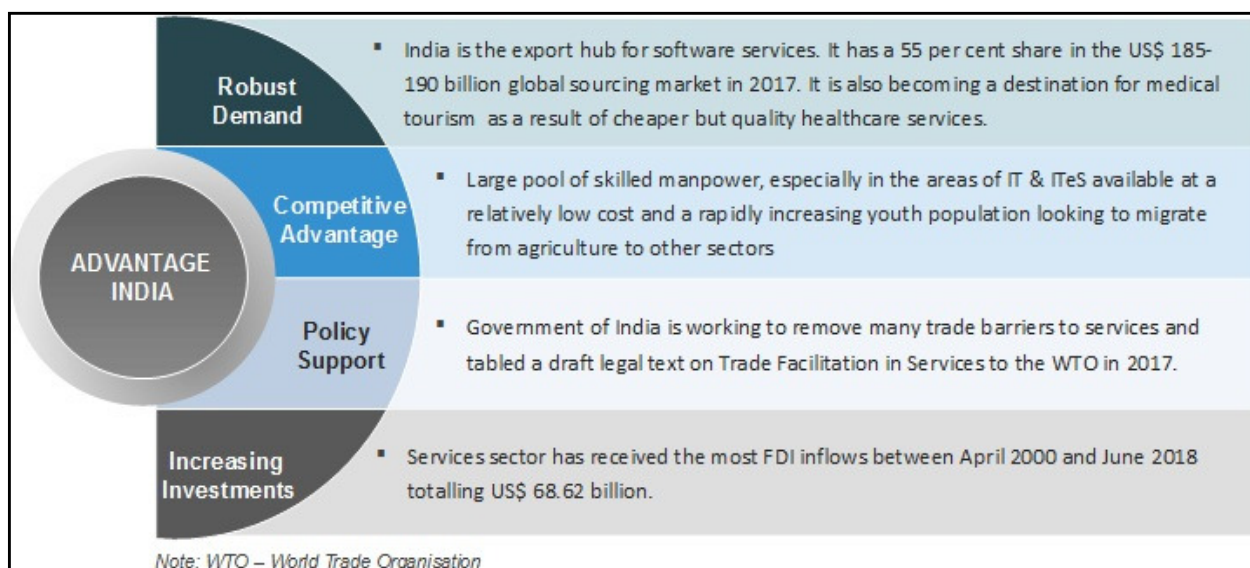 ADVANTAGE
INDIA
Robust
Demand
▪ India is the export hub for software services. It has a 55 per cent share in the US$ 185-
190 billion global sourcing market in 2017. It is also becoming a destination for medical
tourism as a result of cheaper but quality healthcare services.
Competitive
Advantage
▪ Large pool of skilled manpower, especially in the areas of IT & ITeS available at a
relatively low cost and a rapidly increasing youth population looking to migrate
from agriculture to other sectors
Policy
Support
▪ Government of India is working to remove many trade barriers to services and
tabled a draft legal text on Trade Facilitation in Services to the WTO in 2017.
Increasing
Investments
▪ Services sector has received the most FDI inflows between April 2000 and June 2018
totalling US$ 68.62 billion.
Note: WTO – World Trade Organisation